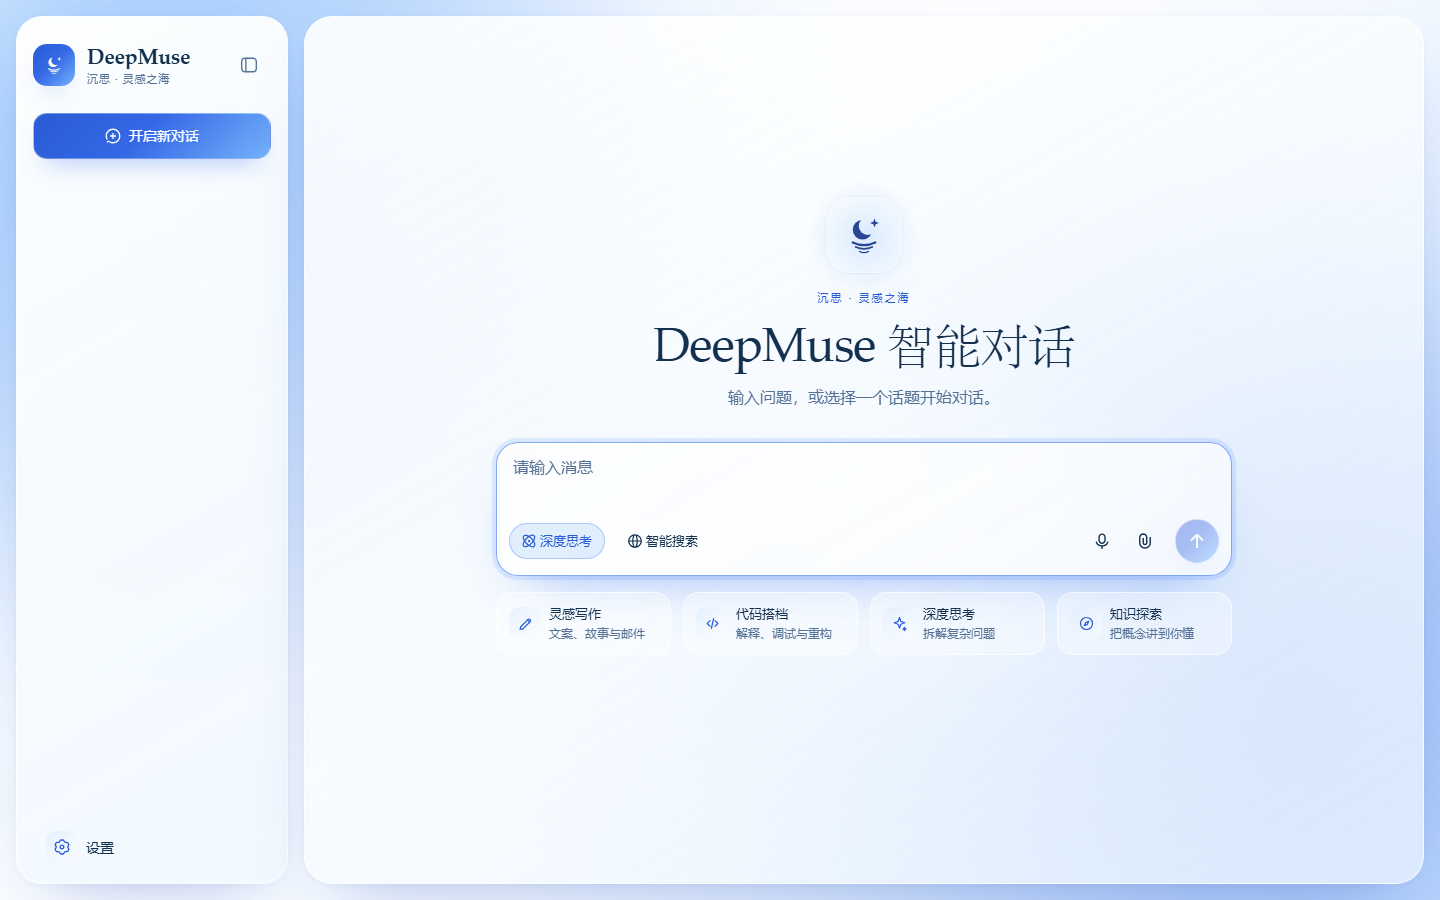 DeepMuse
沉思 · 灵感之海
开启新对话
设置
沉思 · 灵感之海
DeepMuse 智能对话
输入问题，或选择一个话题开始对话。
请输入消息
深度思考
智能搜索
灵感写作
文案、故事与邮件
代码搭档
解释、调试与重构
深度思考
拆解复杂问题
知识探索
把概念讲到你懂